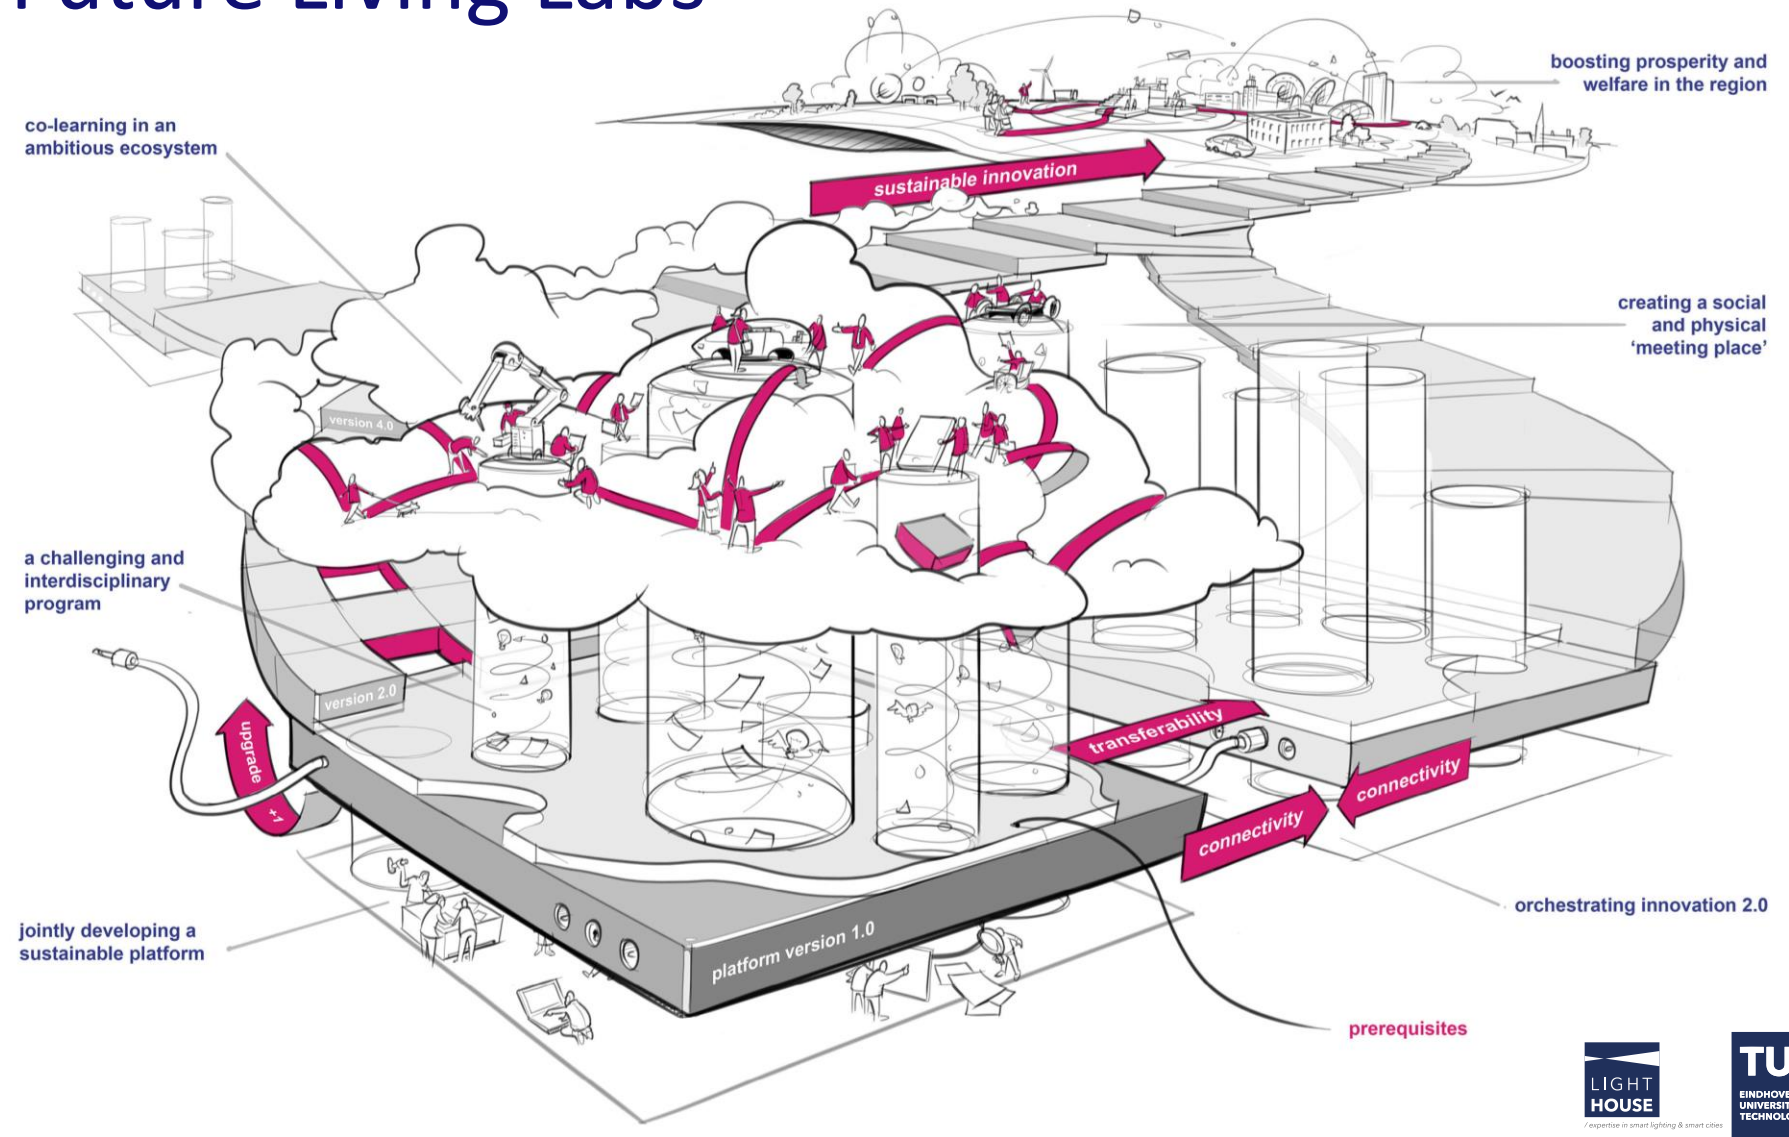 Future Living Labs
boosting prosperity and
welfare in the region
co-learning in an
ambitious ecosystem
sustainable innovation
creating a social
and physical
‘meeting place’
version 4.0
a challenging and
interdisciplinary
program
version 2.0
upgrade
+1
transferability
connectivity
connectivity
jointly developing a
sustainable platform
platform version 1.0
orchestrating innovation 2.0
prerequisites
LIGHT
HOUSE
/ expertise in smart lighting & smart cities
TU
EINDHOVE
UNIVERSIT
TECHNOLO